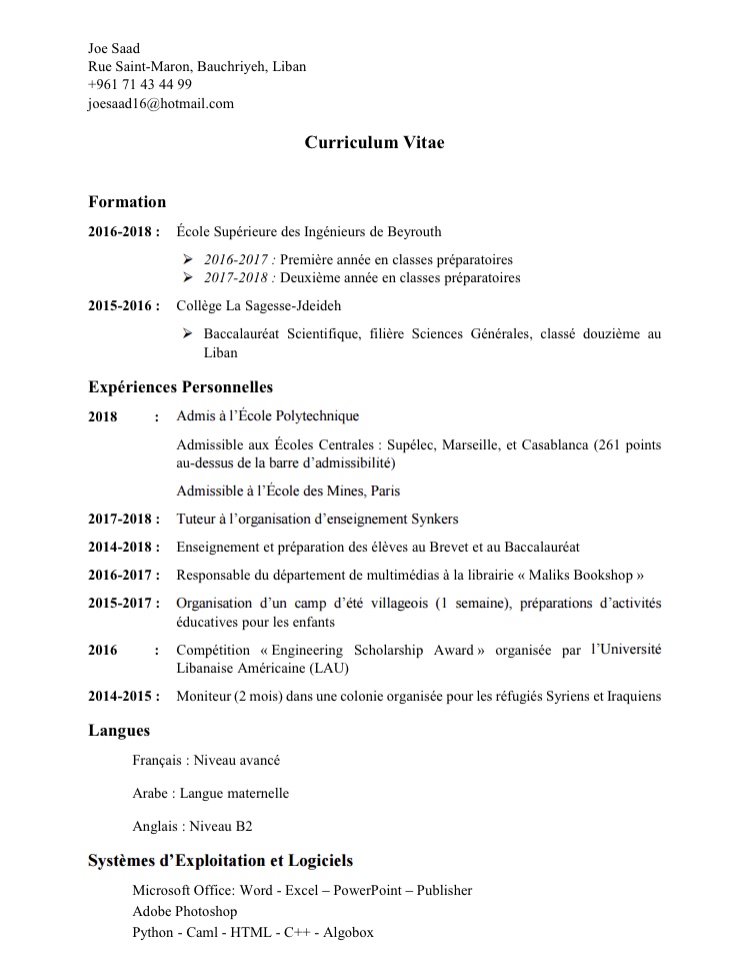 Joe Saad
Rue Saint-Maron, Bauchriyeh, Liban
+961 71 43 44 99
joesaad16@hotmail.com
Curriculum Vitae
Formation
2016-2018 : École Supérieure des Ingénieurs de Beyrouth
➢ 2016-2017 : Première année en classes préparatoires
➢ 2017-2018 : Deuxième année en classes préparatoires
2015-2016 : Collège La Sagesse-Jdeideh
➢ Baccalauréat Scientifique, filière Sciences Générales, classé douzième au
Liban
Expériences Personnelles
2018 : Admis à l'École Polytechnique
Admissible aux Écoles Centrales : Supélec, Marseille, et Casablanca (261 points
au-dessus de la barre d'admissibilité)
Admissible à l'École des Mines, Paris
2017-2018 : Tuteur à l'organisation d'enseignement Synkers
2014-2018 : Enseignement et préparation des élèves au Brevet et au Baccalauréat
2016-2017 : Responsable du département de multimédias à la librairie « Maliks Bookshop »
2015-2017 : Organisation d'un camp d'été villageois (1 semaine), préparations d'activités
éducatives pour les enfants
2016 : Compétition « Engineering Scholarship Award » organisée par l'Université
Libanaise Américaine (LAU)
2014-2015 : Moniteur (2 mois) dans une colonie organisée pour les réfugiés Syriens et Iraquiens
Langues
Français : Niveau avancé
Arabe : Langue maternelle
Anglais : Niveau B2
Systèmes d'Exploitation et Logiciels
Microsoft Office: Word - Excel – PowerPoint – Publisher
Adobe Photoshop
Python - Caml - HTML - C++ - Algobox